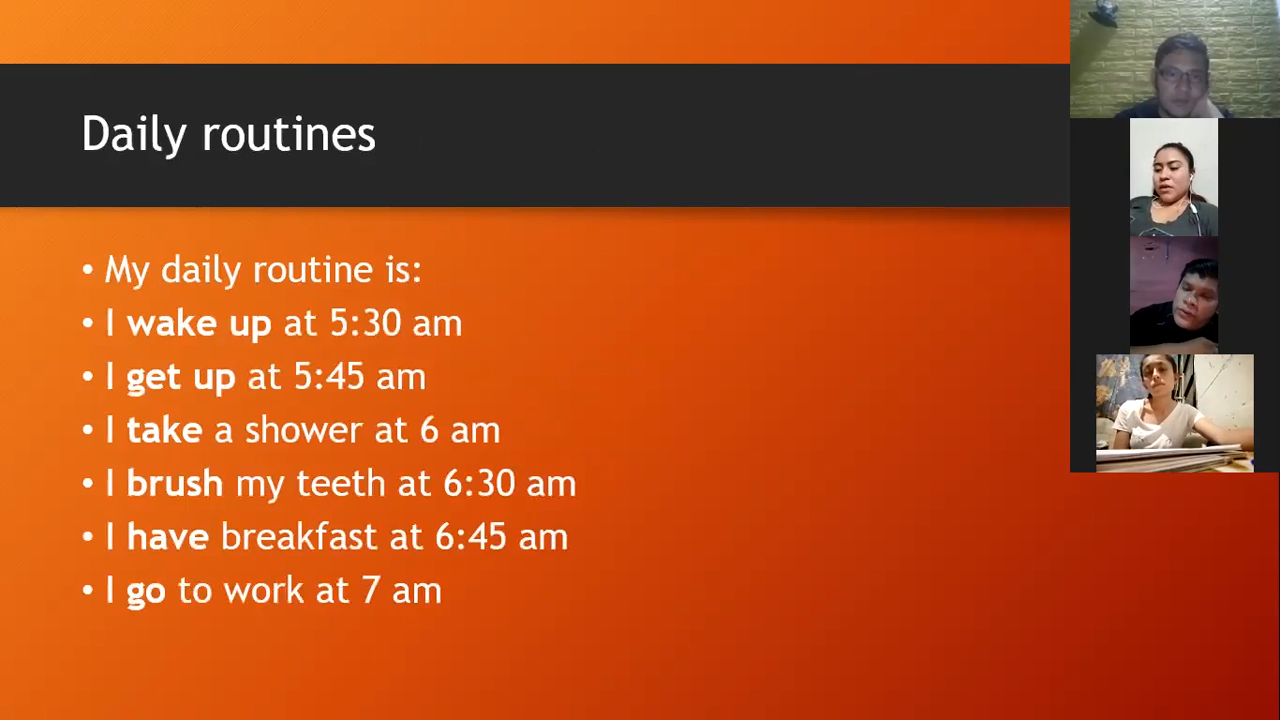 Daily routines
• My daily routine is:
• I wake up at 5:30 am
• I get up at 5:45 am
• I take a shower at 6 am
• I brush my teeth at 6:30 am
• I have breakfast at 6:45 am
• I go to work at 7 am